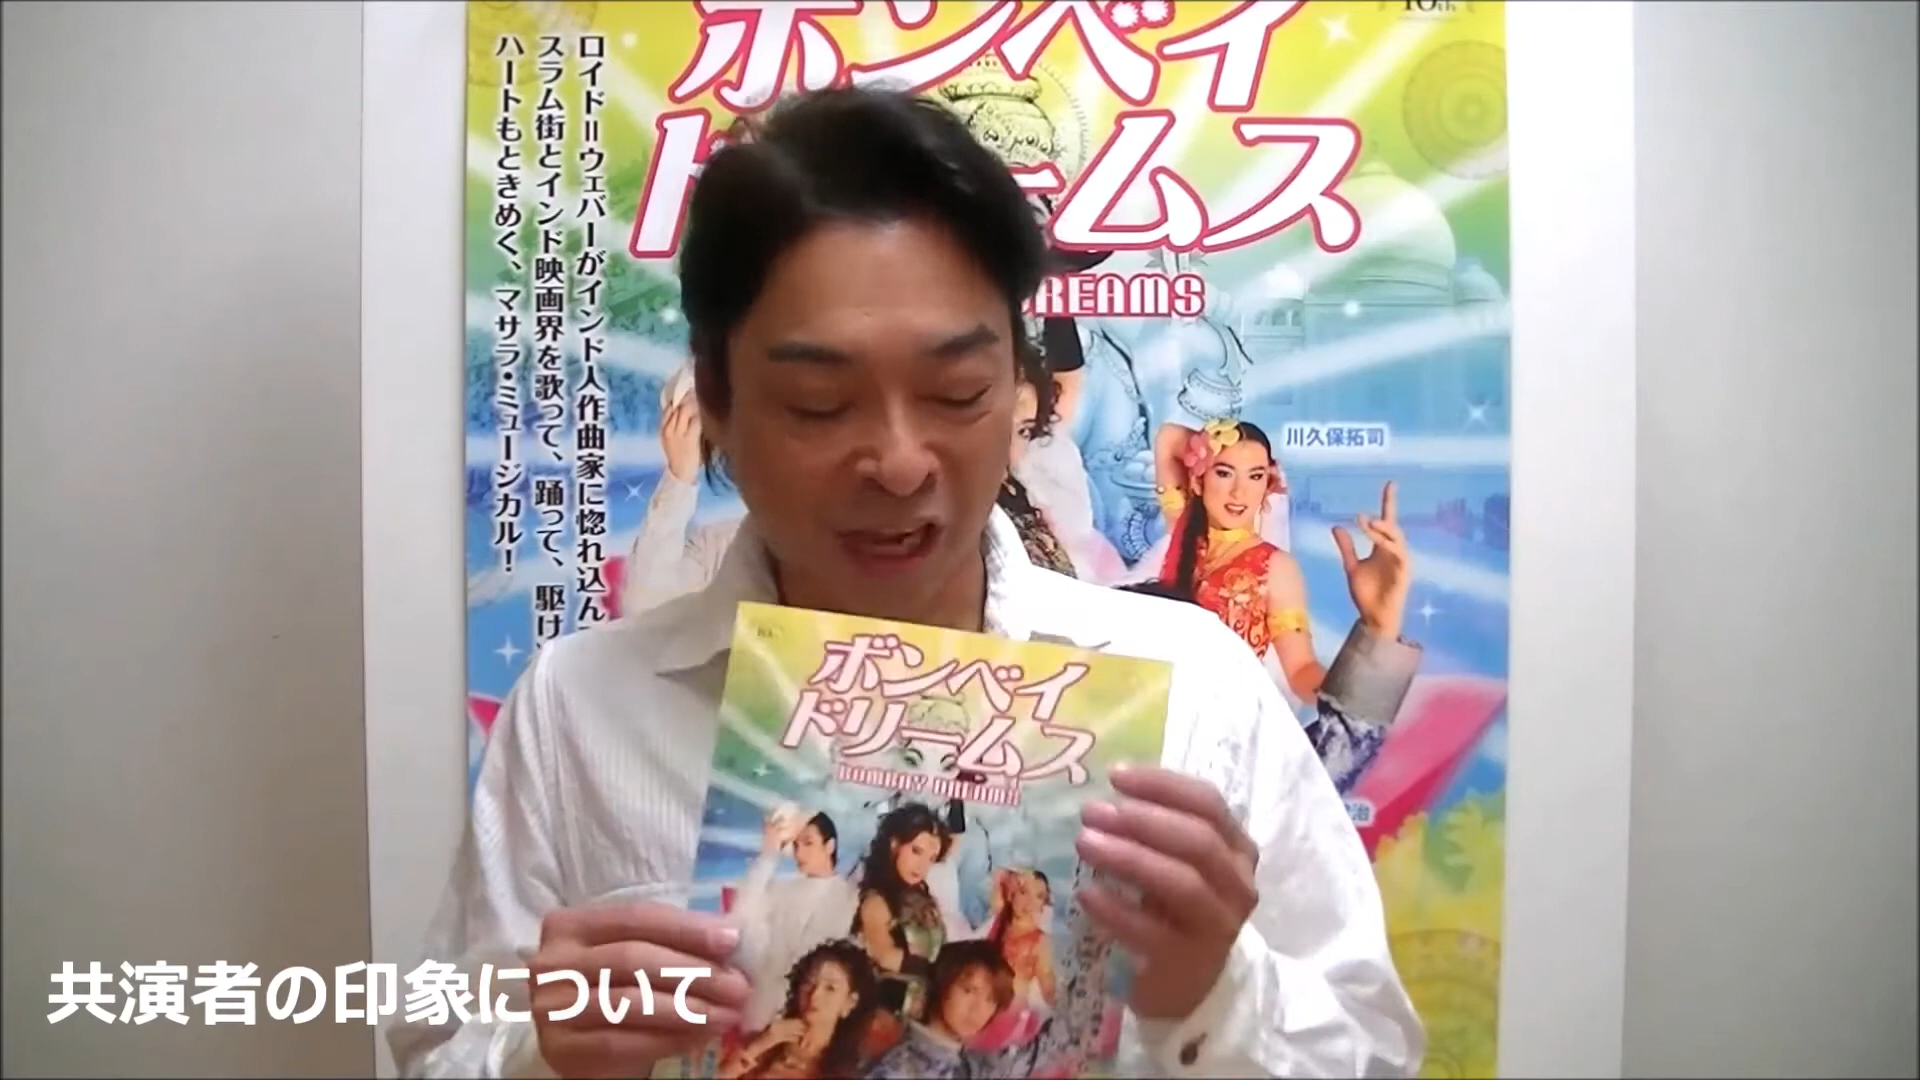 ボンベイ
ドームス
DREAMS
10th
ロイド＝ウェバーがインド人作曲家に惚れ込ん
スラム街とインド映画界を歌って、踊って、駆け
ハートもときめく、マサラ・ミュージカル！
川久保拓司
治
ボンベイ
ドリームス
BOMBAY DREAMS
共演者の印象について